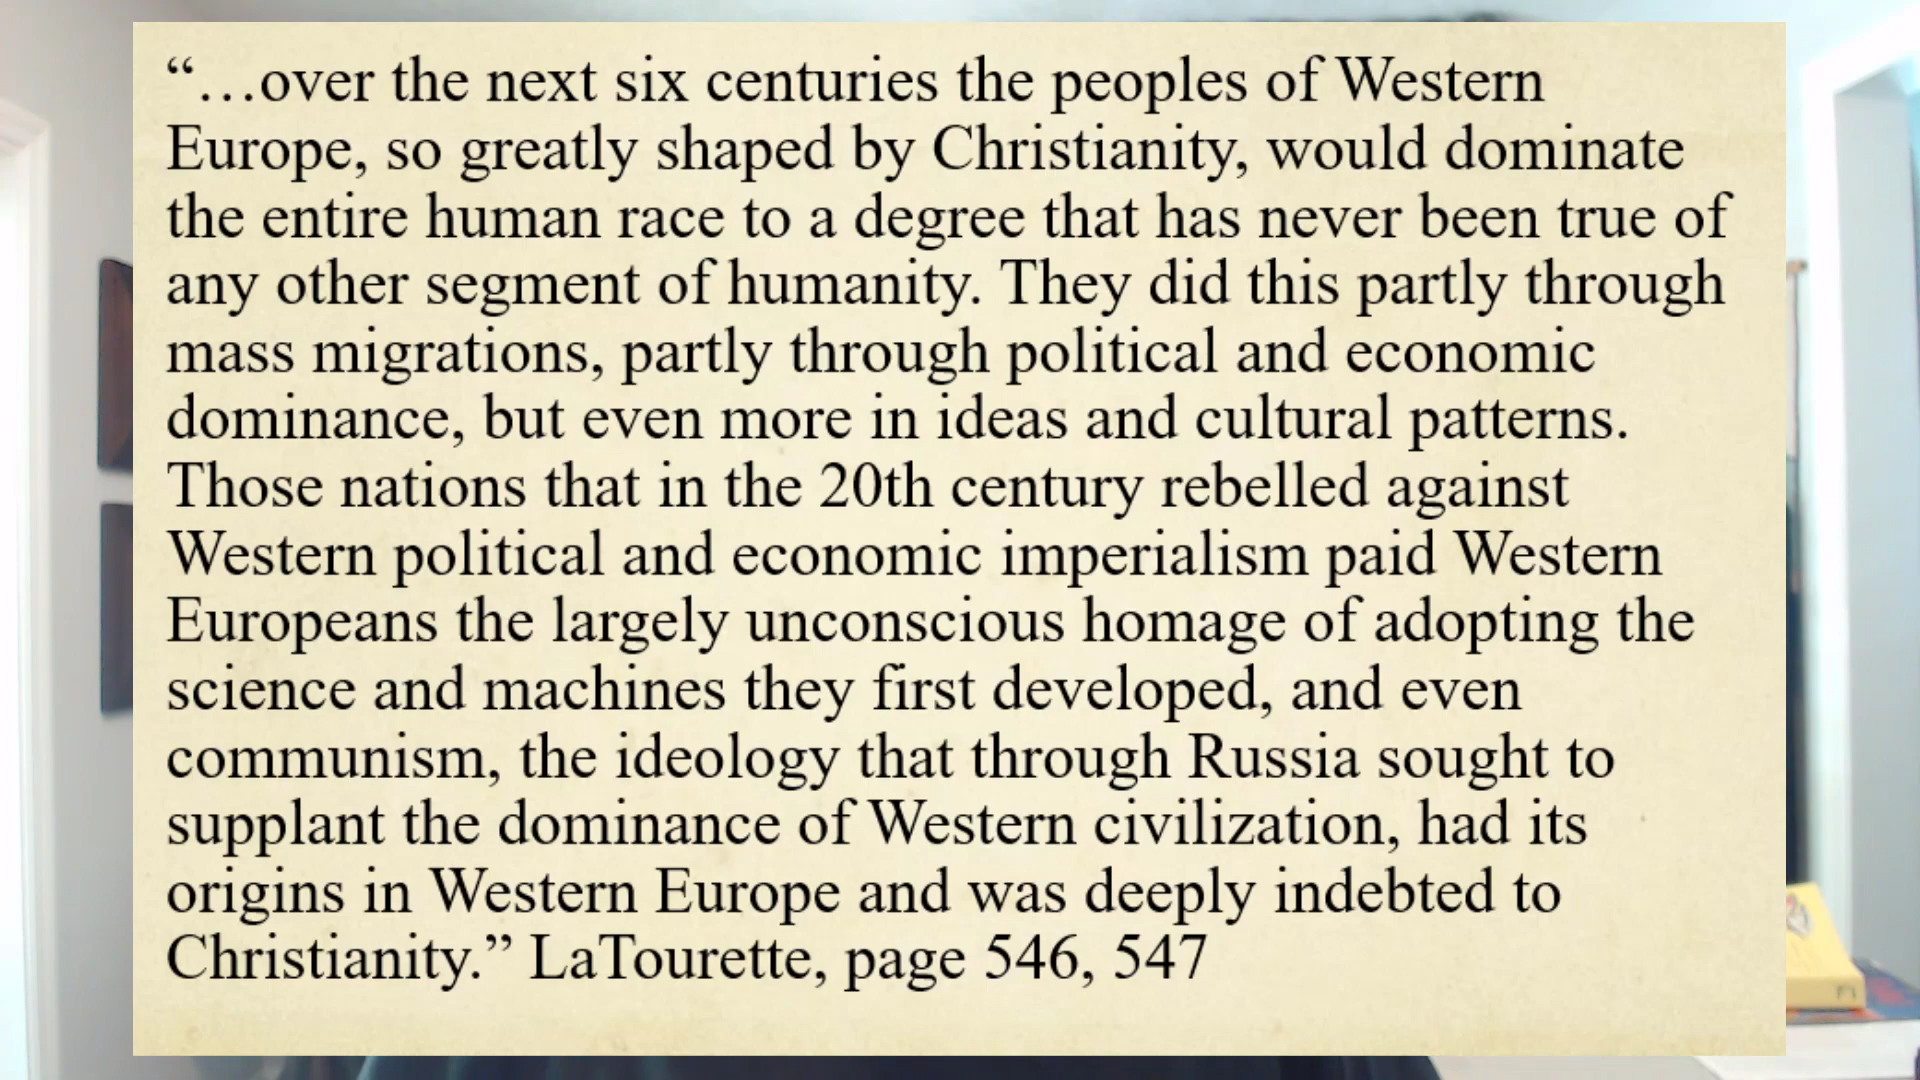 “…over the next six centuries the peoples of Western
Europe, so greatly shaped by Christianity, would dominate
the entire human race to a degree that has never been true of
any other segment of humanity. They did this partly through
mass migrations, partly through political and economic
dominance, but even more in ideas and cultural patterns.
Those nations that in the 20th century rebelled against
Western political and economic imperialism paid Western
Europeans the largely unconscious homage of adopting the
science and machines they first developed, and even
communism, the ideology that through Russia sought to
supplant the dominance of Western civilization, had its
origins in Western Europe and was deeply indebted to
Christianity.” LaTourette, page 546, 547